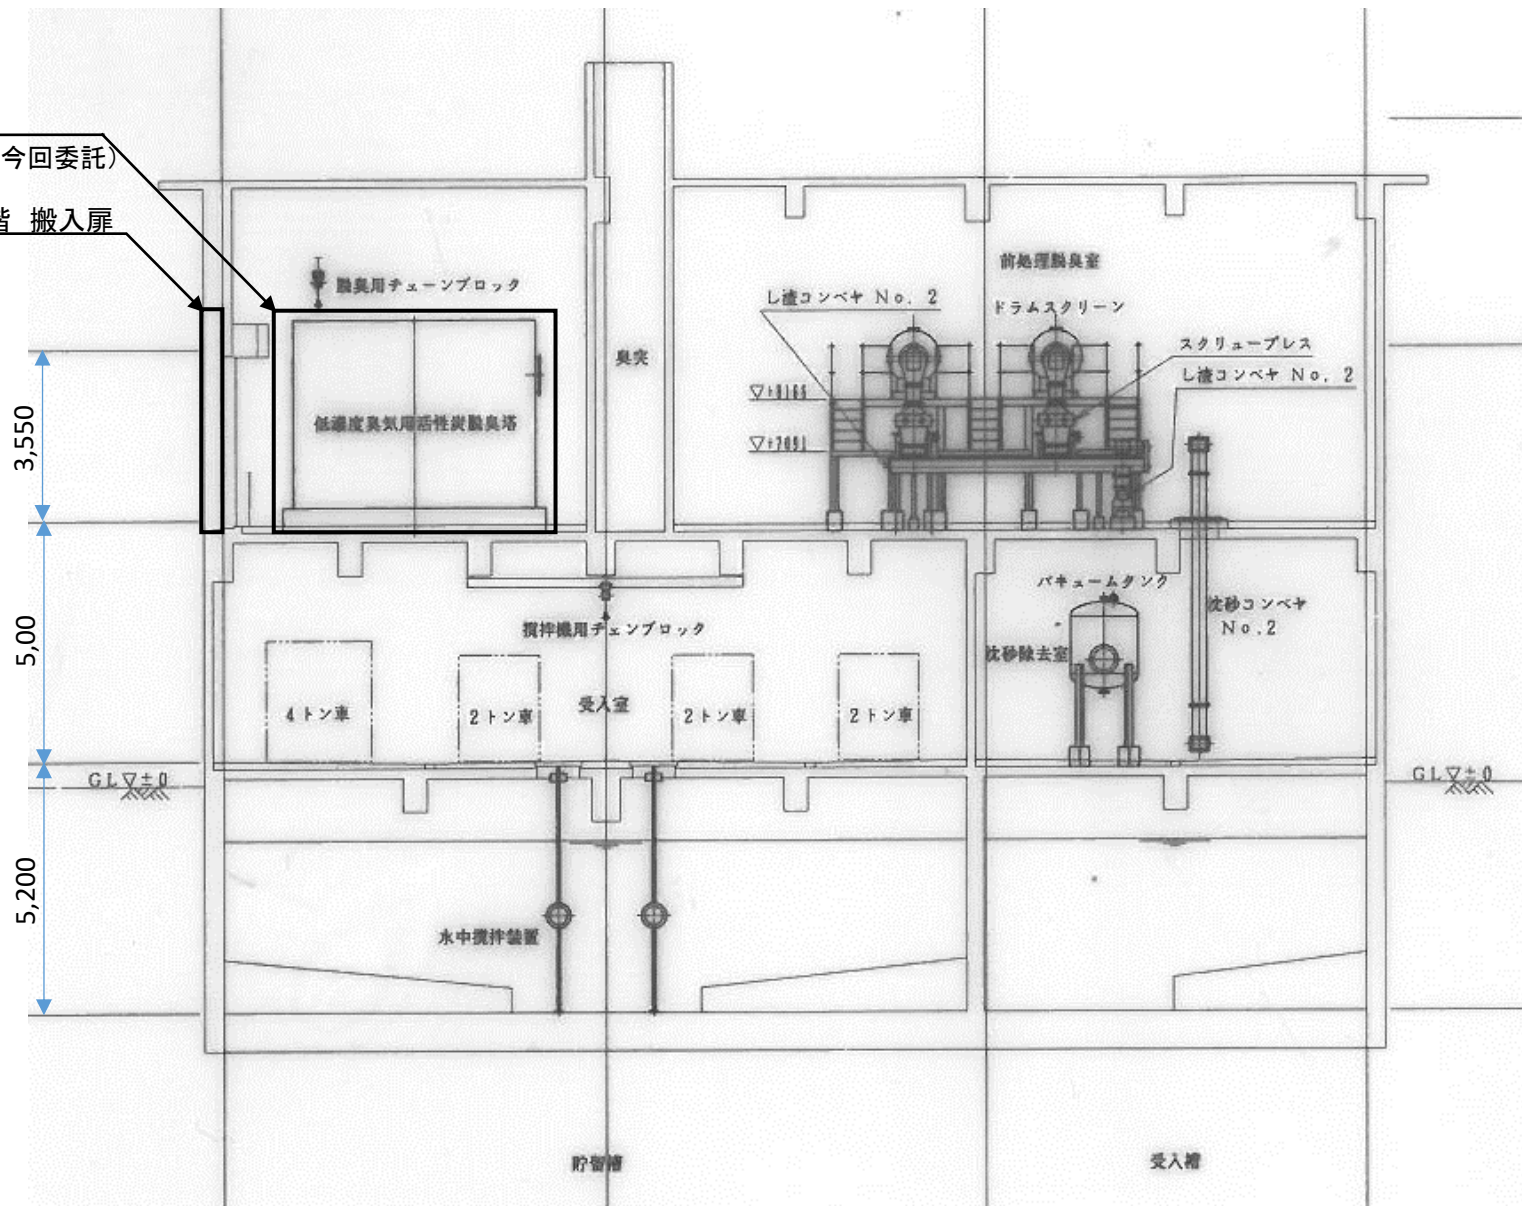 今回委託）
階 搬入扉
脱臭用チェーンブロック
低濃度臭気用活性炭脱臭塔
臭突
前処理脱臭室
し渣コンベヤ No. 2
ドラムスクリーン
スクリュープレス
し渣コンベヤ No. 2
▽+8166
▽+7091
3,550
5,00
5,200
バキュームタンク
沈砂コンベヤ
No.2
沈砂除去室
攪拌機用チェンブロック
受入室
4トン車
2トン車
2トン車
2トン車
GL▽±0
GL▽±0
水中攪拌装置
貯留槽
受入槽